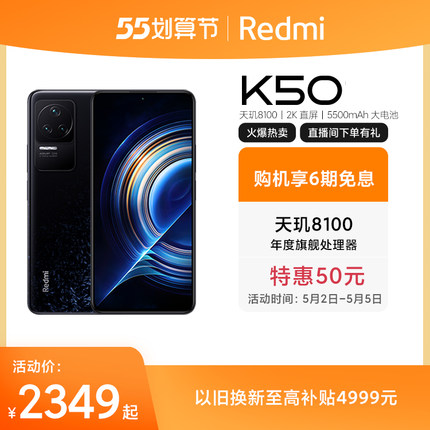 55划算节 | Redmi
K50
天玑8100 | 2K 直屏 | 5500mAh 大电池
火爆热卖 直播间下单有礼
购机享6期免息
天玑8100
年度旗舰处理器
特惠50元
活动时间：5月2日–5月5日
Redmi
活动价：
¥2349起
以旧换新至高补贴4999元